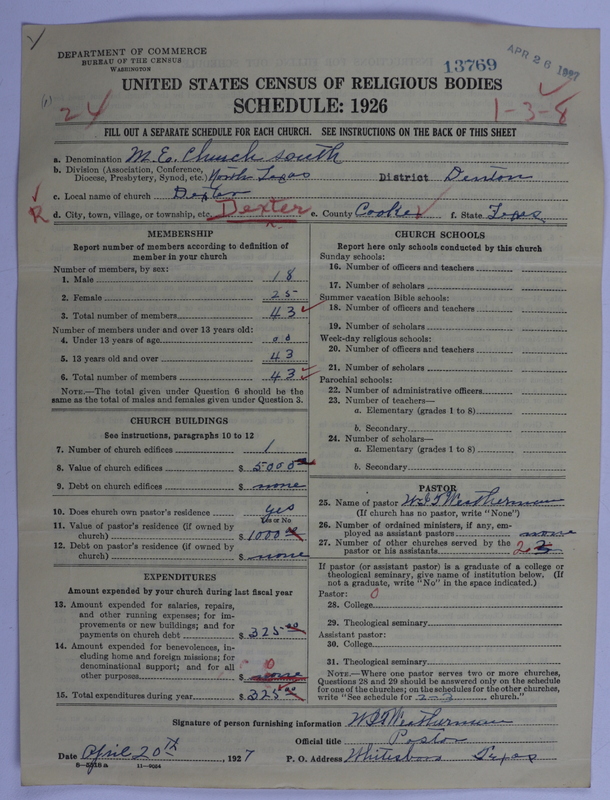 DEPARTMENT OF COMMERCE
BUREAU OF THE CENSUS
WASHINGTON
13769
APR 26 1927
UNITED STATES CENSUS OF RELIGIOUS BODIES
SCHEDULE: 1926
24
1-3-8
FILL OUT A SEPARATE SCHEDULE FOR EACH CHURCH. SEE INSTRUCTIONS ON THE BACK OF THIS SHEET
a. Denomination M.E. Church south
b. Division (Association, Conference, Diocese, Presbytery, Synod, etc.) North Texas District Denton
c. Local name of church Dexter
R d. City, town, village, or township, etc. Dexter e. County Cooke f. State Texas
MEMBERSHIP
Report number of members according to definition of
member in your church
Number of members, by sex:
1. Male 18
2. Female 25
3. Total number of members 43
Number of members under and over 13 years old:
4. Under 13 years of age 00
5. 13 years old and over 43
6. Total number of members 43
NOTE.—The total given under Question 6 should be
same as the total of males and females given under Question 3.
CHURCH BUILDINGS
See instructions, paragraphs 10 to 12
7. Number of church edifices 1
8. Value of church edifices $ 5000 00
9. Debt on church edifices $ none
10. Does church own pastor's residence yes
Yes or No
11. Value of pastor's residence (if owned by
church) $ 1000
12. Debt on pastor's residence (if owned by
church) $ none
EXPENDITURES
Amount expended by your church during last fiscal year
13. Amount expended for salaries, repairs,
and other running expenses; for im-
provements or new buildings; and for
payments on church debt $ 325 00
14. Amount expended for benevolences, in-
cluding home and foreign missions; for
denominational support; and for all
other purposes $ 0
15. Total expenditures during year $ 325 00
CHURCH SCHOOLS
Report here only schools conducted by this church
Sunday schools:
16. Number of officers and teachers
17. Number of scholars
Summer vacation Bible schools:
18. Number of officers and teachers
19. Number of scholars
Week-day religious schools:
20. Number of officers and teachers
21. Number of scholars
Parochial schools:
22. Number of administrative officers
23. Number of teachers—
a. Elementary (grades 1 to 8)
b. Secondary
24. Number of scholars—
a. Elementary (grades 1 to 8)
b. Secondary
PASTOR
25. Name of pastor Weatherman
(If church has no pastor, write "None")
26. Number of ordained ministers, if any, em-
ployed as assistant pastors none
27. Number of other churches served by the
pastor or his assistants 2
If pastor (or assistant pastor) is a graduate of a college or
theological seminary, give name of institution below. (If
not a graduate, write "No" in the space indicated.)
Pastor: 0
28. College
29. Theological seminary
Assistant pastor:
30. College
31. Theological seminary
NOTE.—Where one pastor serves two or more churches,
Questions 28 and 29 should be answered only on the schedule
for one of the churches; on the schedules for the other churches,
write "See schedule for 2-3 church."
Signature of person furnishing information Weatherman
Official title Pastor
Date April 20th, 1927 P. O. Address Whitesboro Texas
11—9024